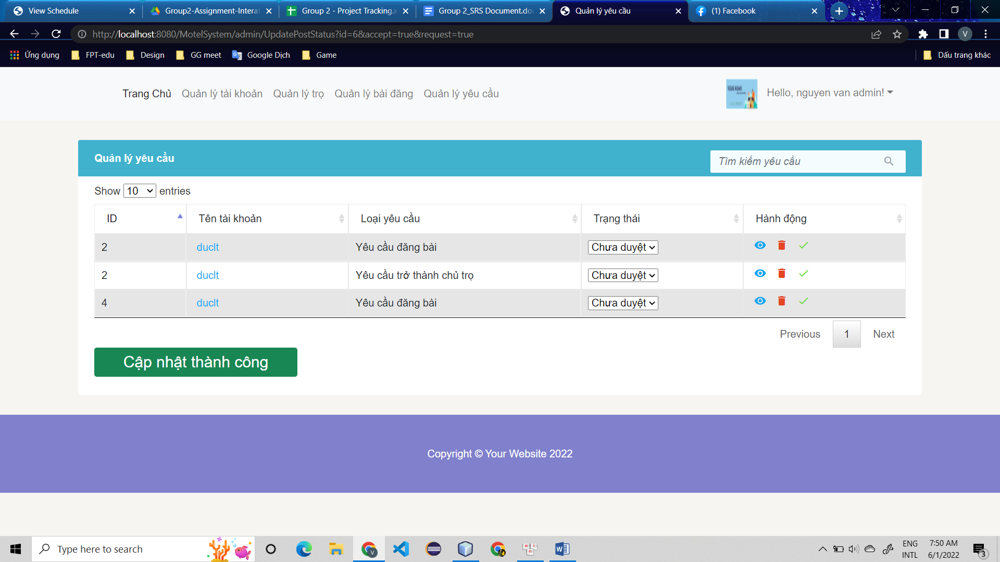 View Schedule
Group2-Assignment-Interat
Group 2 - Project Tracking.x
Group 2_SRS Document.doc
Quản lý yêu cầu
(1) Facebook
http://localhost:8080/MotelSystem/admin/UpdatePostStatus?id=6&accept=true&request=true
V
Ứng dụng
FPT-edu
Design
GG meet
Google Dịch
Game
Dấu trang khác
Trang Chủ
Quản lý tài khoản
Quản lý trọ
Quản lý bài đăng
Quản lý yêu cầu
YOUR HOME
Hello, nguyen van admin!
Quản lý yêu cầu
Tìm kiếm yêu cầu
Show 10 entries
ID Tên tài khoản Loại yêu cầu Trạng thái Hành động
2 duclt Yêu cầu đăng bài Chưa duyệt
2 duclt Yêu cầu trở thành chủ trọ Chưa duyệt
4 duclt Yêu cầu đăng bài Chưa duyệt
Previous 1 Next
Cập nhật thành công
Copyright © Your Website 2022
Type here to search
V
ENG
INTL
7:50 AM
6/1/2022
3